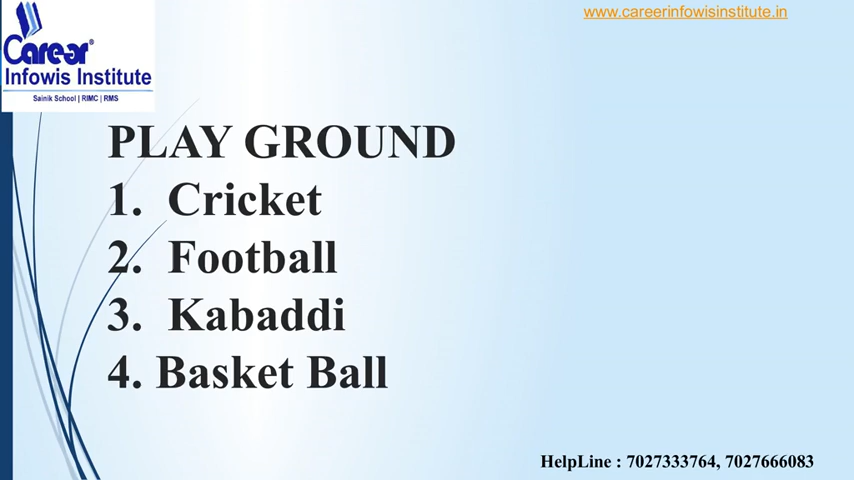 www.careerinfowisinstitute.in
Career®
Infowis Institute
Sainik School | RIMC | RMS
PLAY GROUND
1. Cricket
2. Football
3. Kabaddi
4. Basket Ball
HelpLine : 7027333764, 7027666083